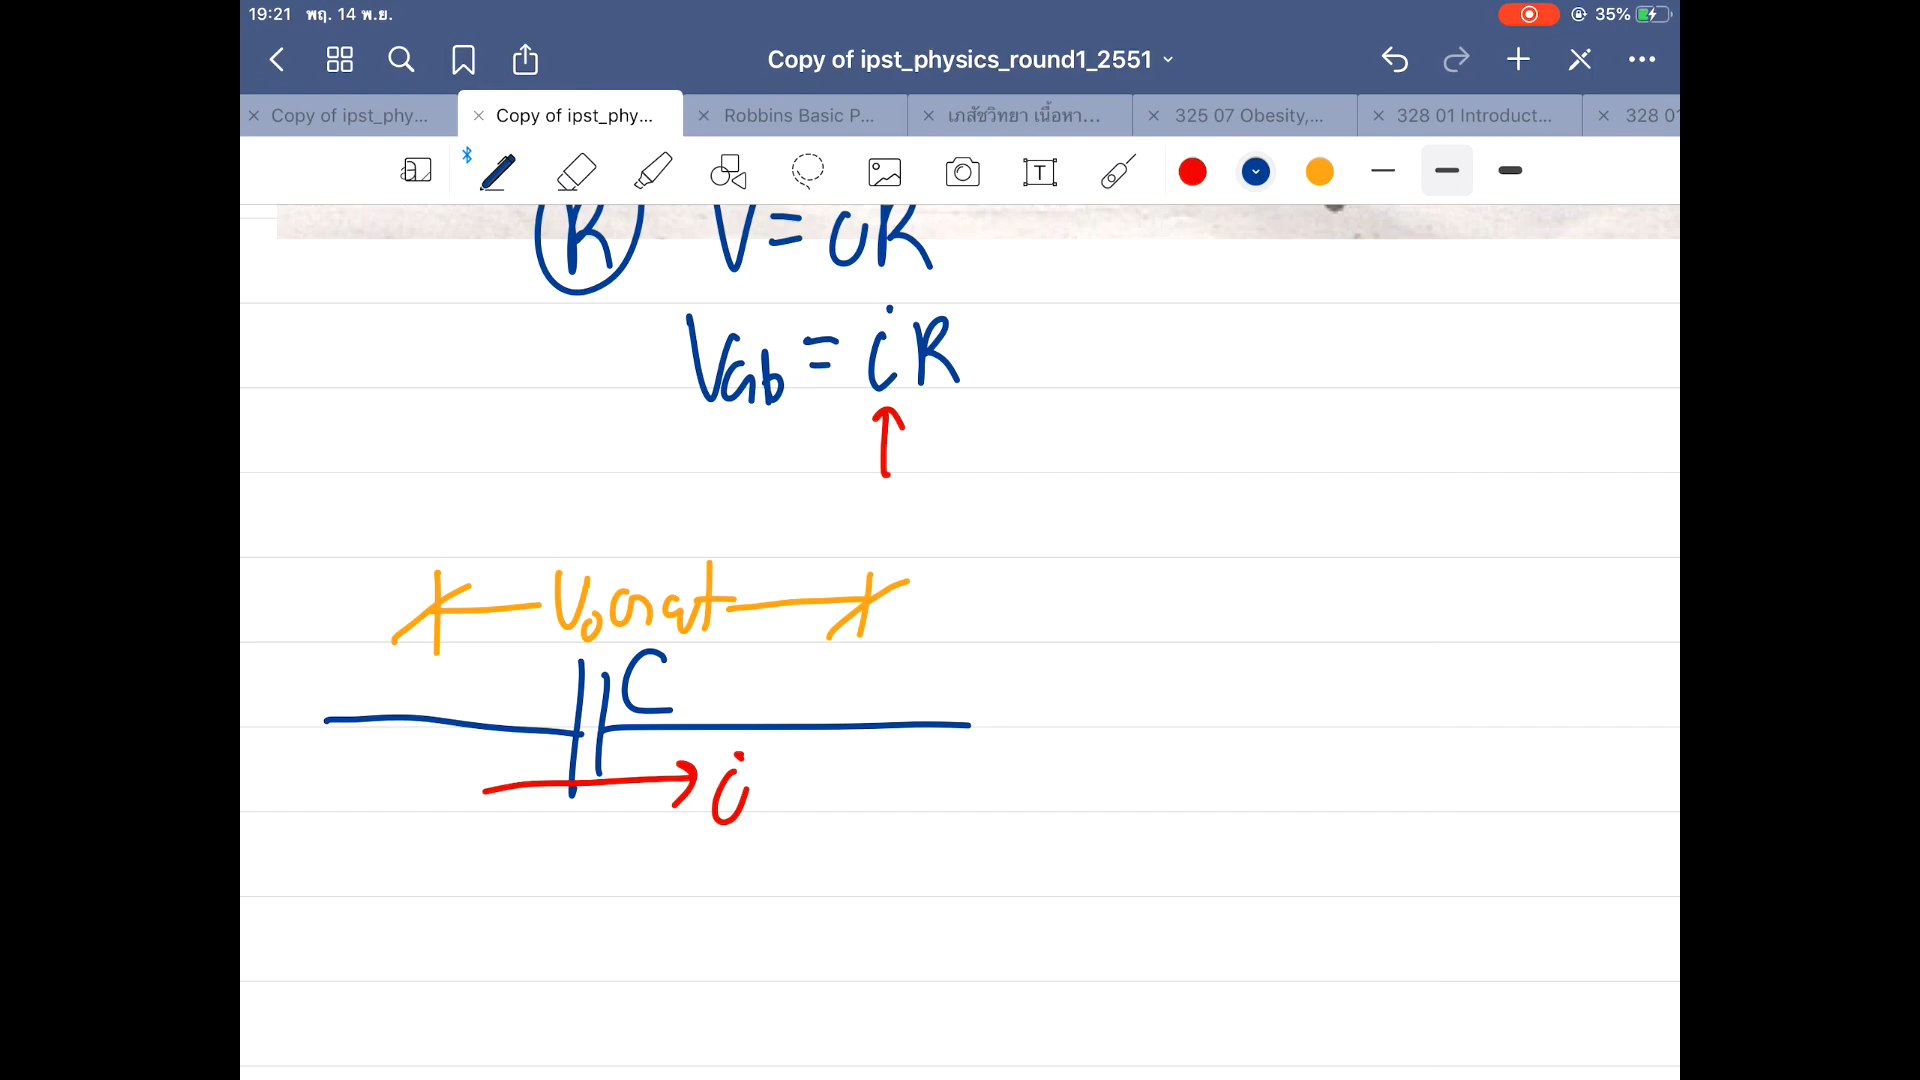 19:21 พฤ. 14 พ.ย.
35%
Copy of ipst_physics_round1_2551
Copy of ipst_phy...
Copy of ipst_phy...
Robbins Basic P...
เภสัชวิทยา เนื้อหา...
325 07 Obesity,...
328 01 Introduct...
328 01
R V = iR
Vab = iR
V₀ cos ωt
C
i